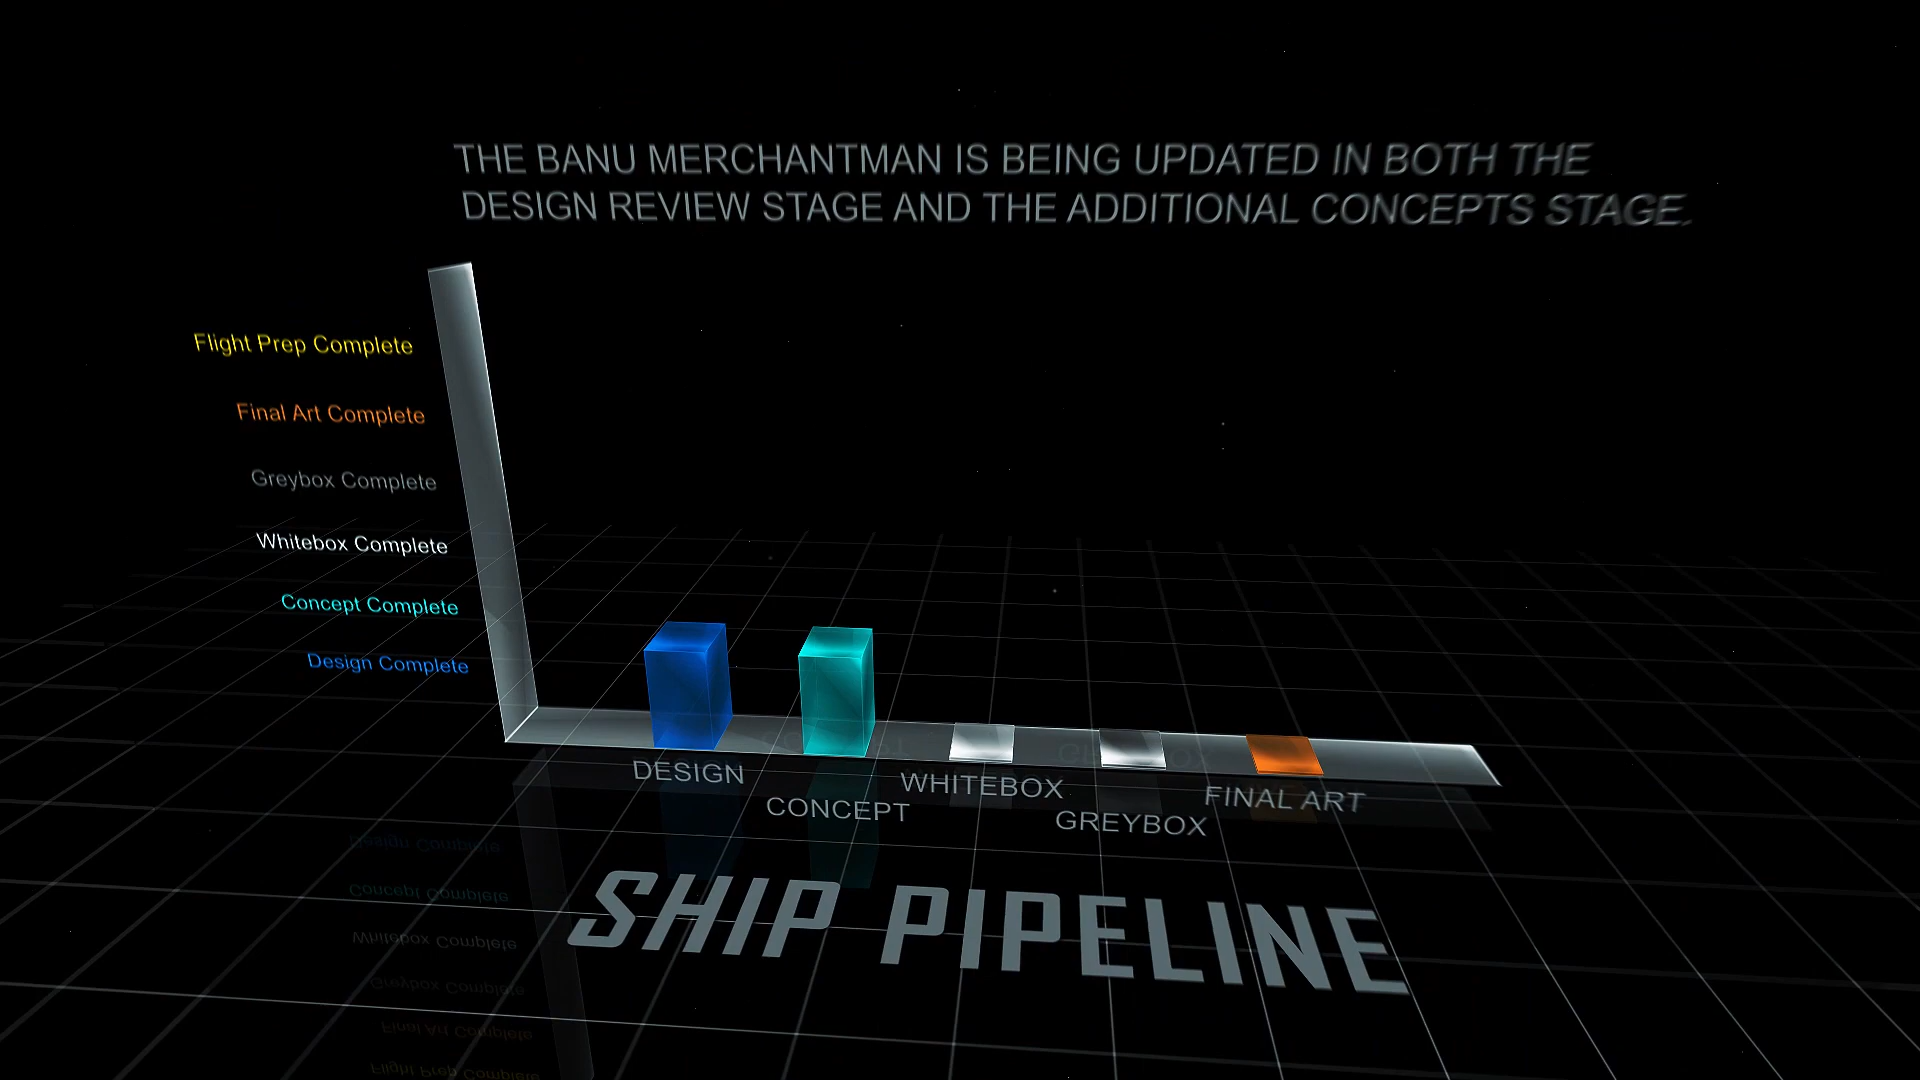 THE BANU MERCHANTMAN IS BEING UPDATED IN BOTH THE
DESIGN REVIEW STAGE AND THE ADDITIONAL CONCEPTS STAGE.
Flight Prep Complete
Final Art Complete
Greybox Complete
Whitebox Complete
Concept Complete
Design Complete
DESIGN
CONCEPT
WHITEBOX
GREYBOX
FINAL ART
SHIP PIPELINE